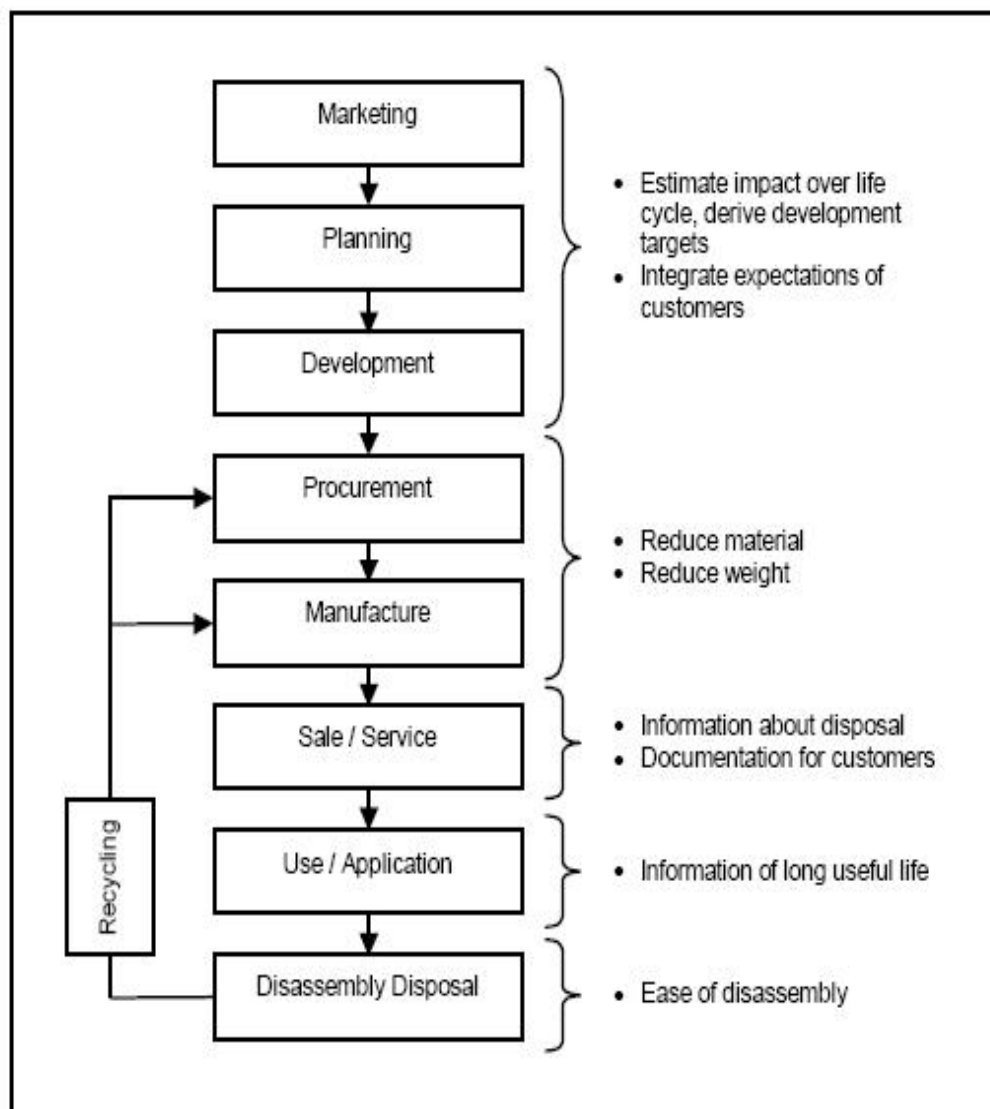 Marketing
Planning
Development
Procurement
Manufacture
Sale / Service
Use / Application
Disassembly Disposal
Recycling
• Estimate impact over life
cycle, derive development
targets
• Integrate expectations of
customers
• Reduce material
• Reduce weight
• Information about disposal
• Documentation for customers
• Information of long useful life
• Ease of disassembly